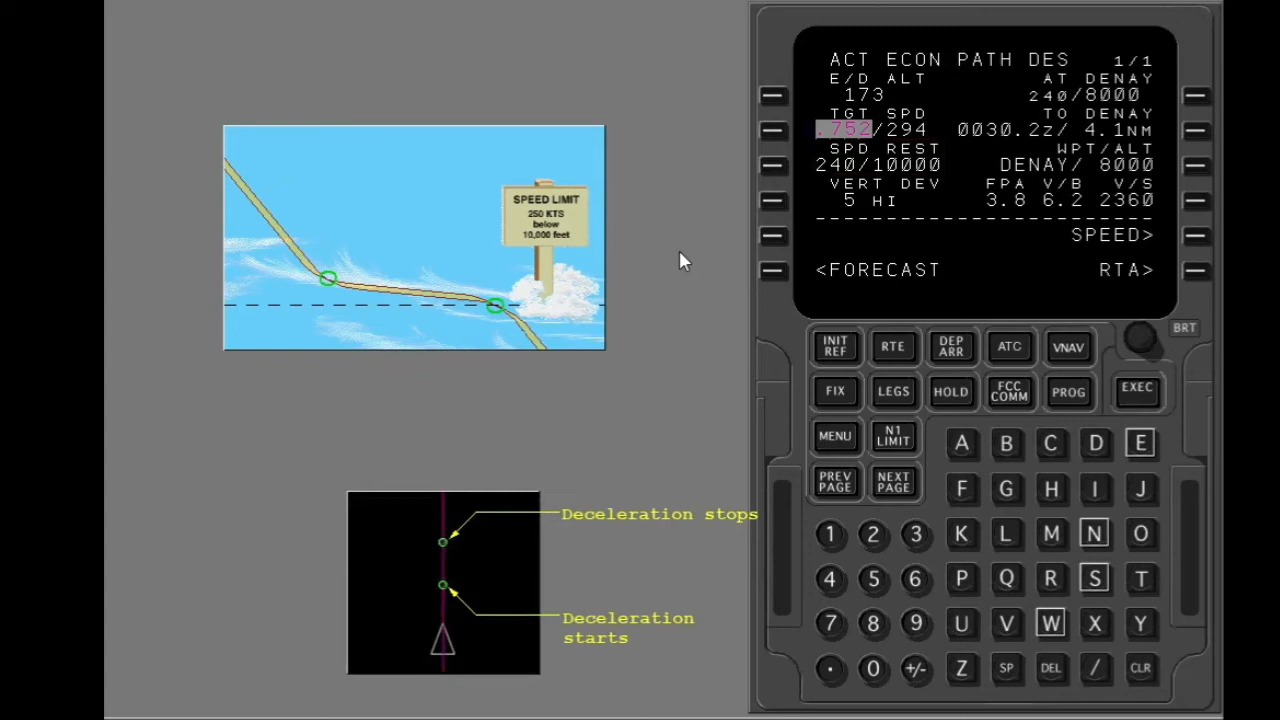 SPEED LIMIT
250 KTS
below
10,000 feet
Deceleration stops
Deceleration
starts
ACT ECON PATH DES 1/1
E/D ALT AT DENAY
173 240/8000
TGT SPD TO DENAY
.752/294 0030.2Z/ 4.1NM
SPD REST WPT/ALT
240/10000 DENAY/ 8000
VERT DEV FPA V/B V/S
5 HI 3.8 6.2 2360
SPEED>
<FORECAST RTA>
BRT
INIT
REF
RTE
DEP
ARR
ATC
VNAV
FIX
LEGS
HOLD
FCC
COMM
PROG
EXEC
MENU
N1
LIMIT
PREV
PAGE
NEXT
PAGE
A B C D E
F G H I J
1 2 3 K L M N O
4 5 6 P Q R S T
7 8 9 U V W X Y
. 0 +/- Z SP DEL / CLR